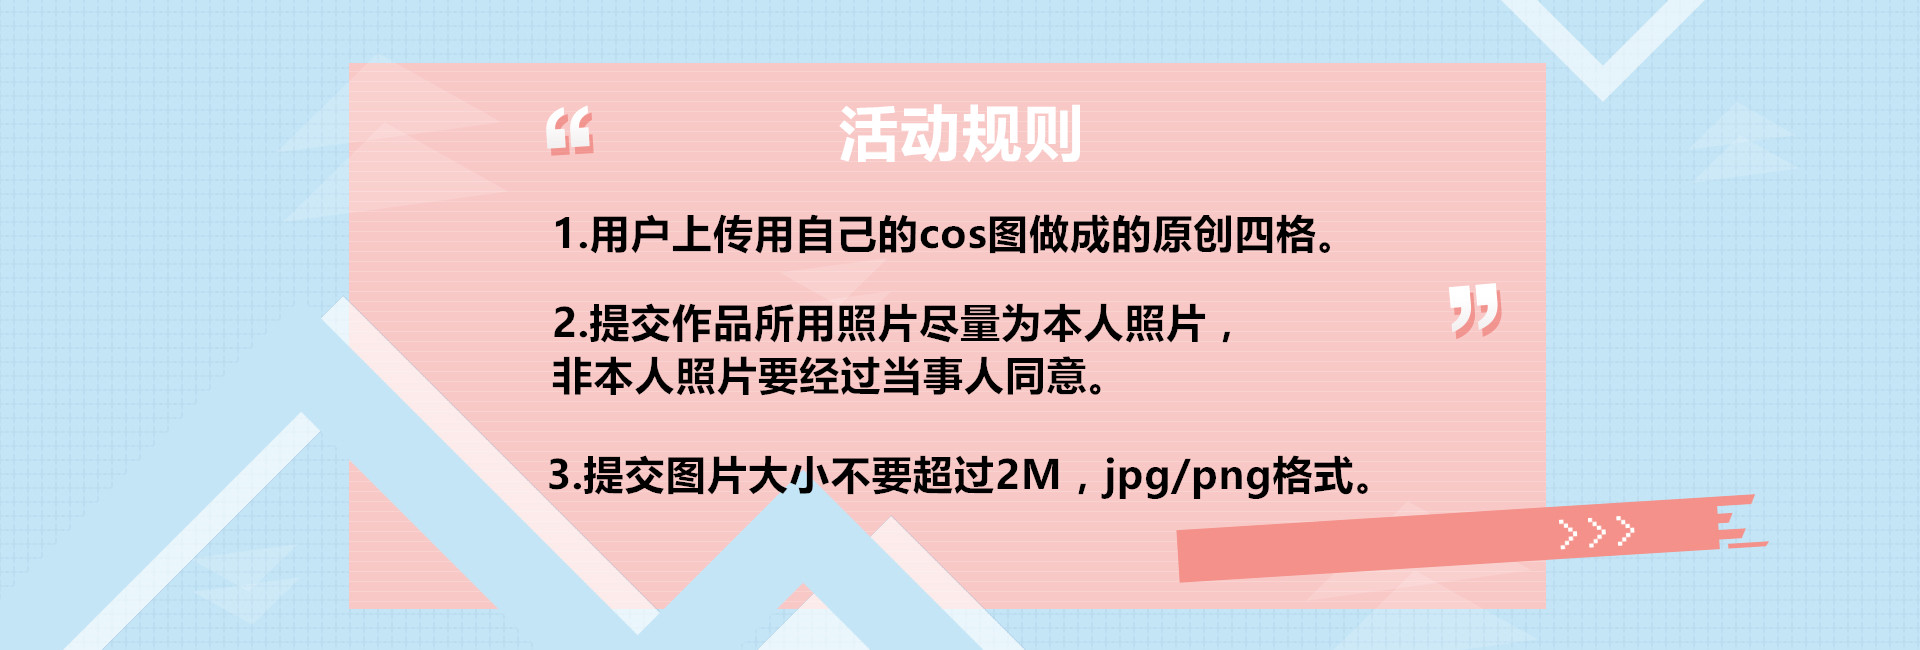 活动规则
1.用户上传用自己的cos图做成的原创四格。
2.提交作品所用照片尽量为本人照片，
非本人照片要经过当事人同意。
3.提交图片大小不要超过2M，jpg/png格式。